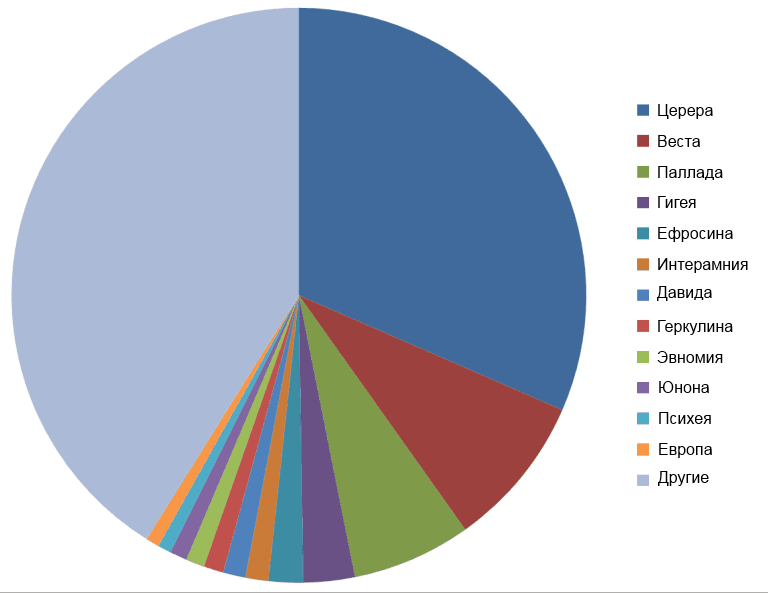 Церера
Веста
Паллада
Гигея
Ефросина
Интерамния
Давида
Геркулина
Эвномия
Юнона
Психея
Европа
Другие